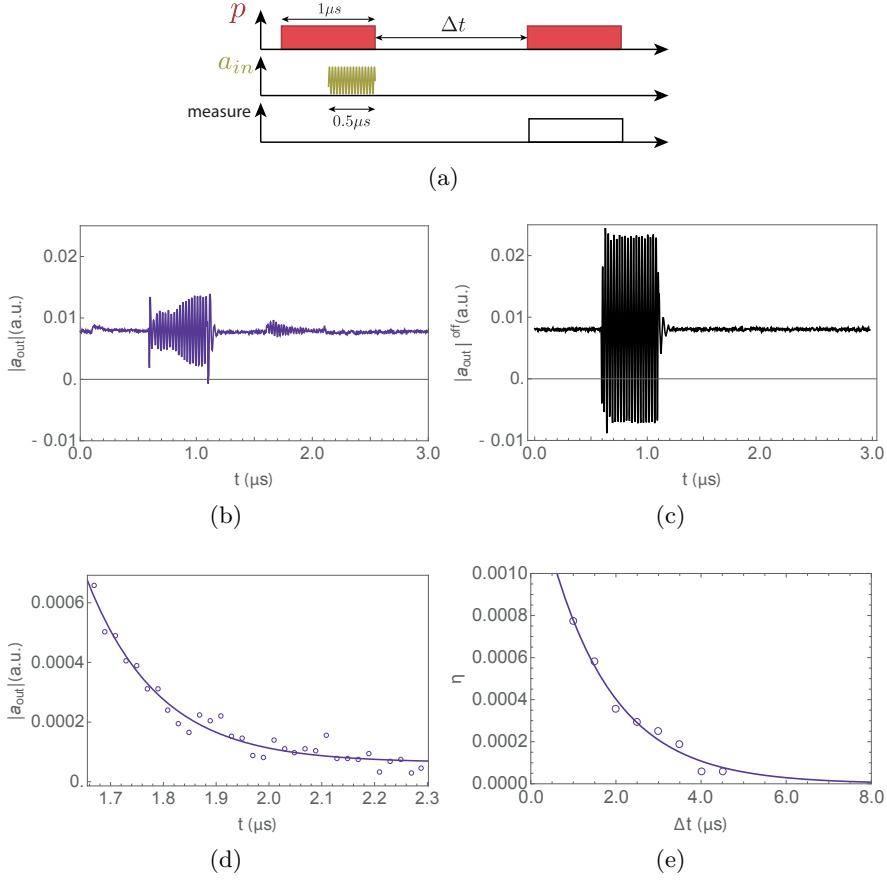 p
1μs
Δt
a_in
0.5μs
measure
(a)
|a_out|(a.u.)
0.02
0.01
0.
- 0.01
0.0 1.0 2.0 3.0
t (μs)
(b)
|a_out|^off(a.u.)
0.02
0.01
0.
- 0.01
0.0 1.0 2.0 3.0
t (μs)
(c)
|a_out|(a.u.)
0.0006
0.0004
0.0002
0.
1.7 1.8 1.9 2.0 2.1 2.2 2.3
t (μs)
(d)
η
0.0010
0.0008
0.0006
0.0004
0.0002
0.0000
0.0 2.0 4.0 6.0 8.0
Δt (μs)
(e)